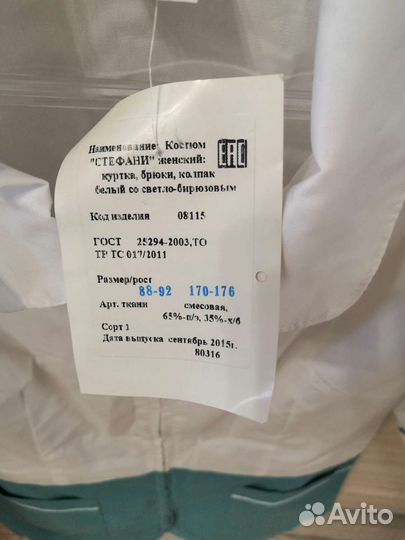 Наименование: Костюм
"СТЕФАНИ" женский:
куртка, брюки, колпак
белый со светло-бирюзовым
EAC
Код изделия 08115
ГОСТ 25294-2003,ТО
ТР ТС 017/2011
Размер/рост
88-92 170-176
Арт. ткани смесовая,
65%-п/э, 35%-х/б
Сорт 1
Дата выпуска сентябрь 2015г.
80316
Avito